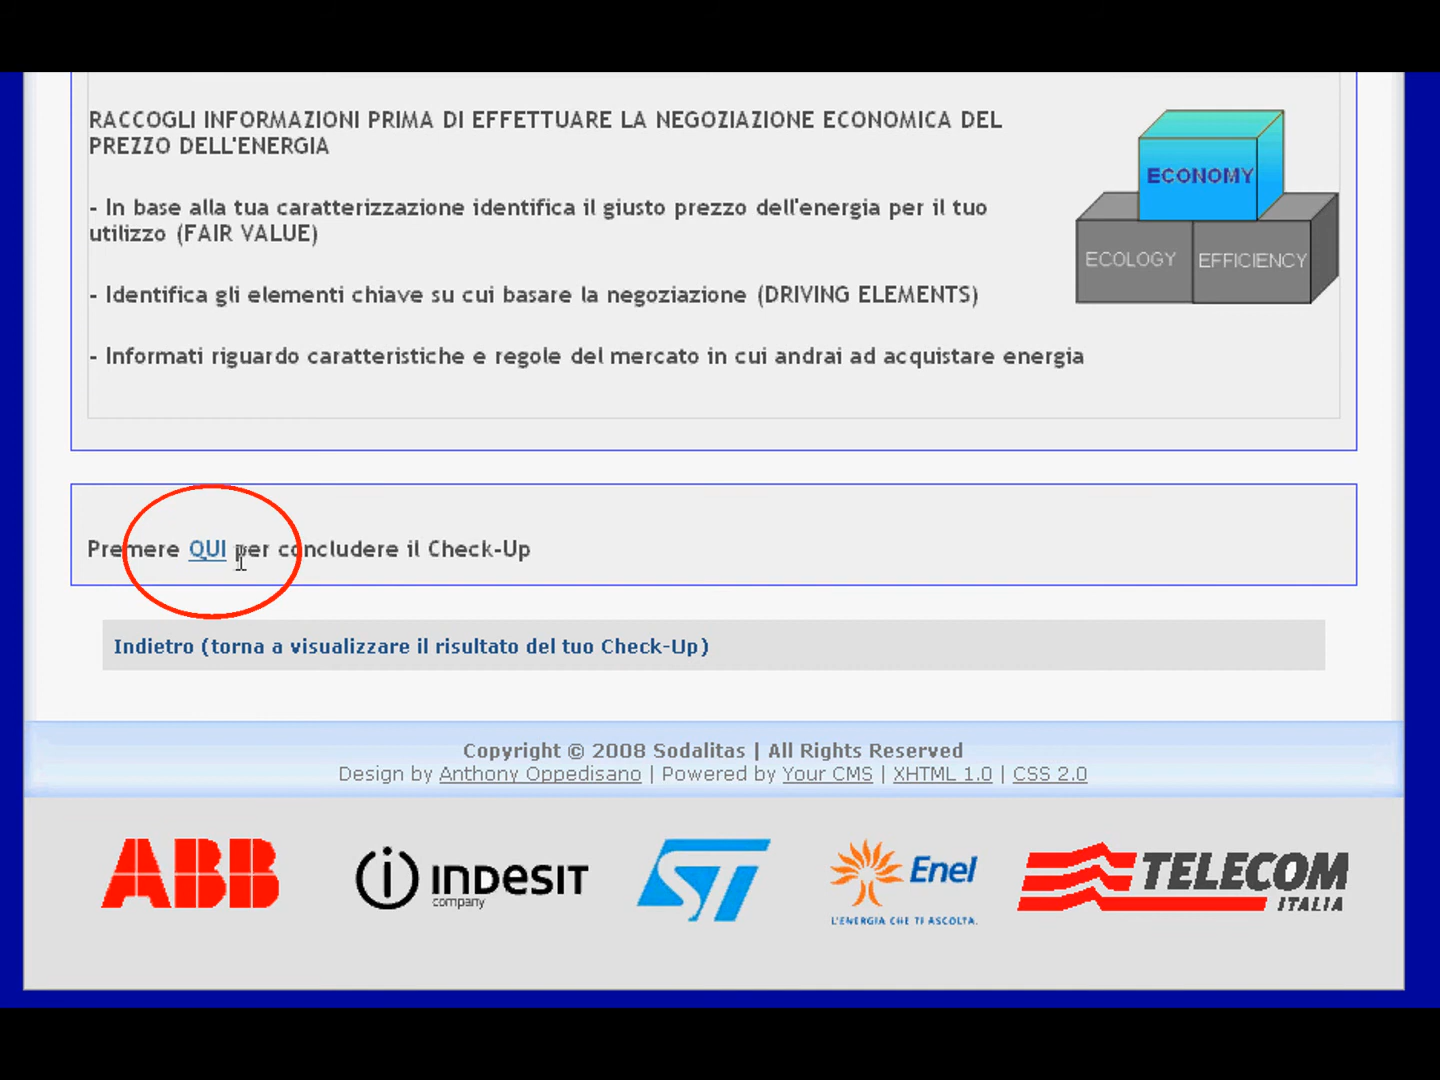 RACCOGLI INFORMAZIONI PRIMA DI EFFETTUARE LA NEGOZIAZIONE ECONOMICA DEL
PREZZO DELL'ENERGIA
- In base alla tua caratterizzazione identifica il giusto prezzo dell'energia per il tuo
utilizzo (FAIR VALUE)
- Identifica gli elementi chiave su cui basare la negoziazione (DRIVING ELEMENTS)
- Informati riguardo caratteristiche e regole del mercato in cui andrai ad acquistare energia
ECONOMY
ECOLOGY EFFICIENCY
Premere QUI per concludere il Check-Up
Indietro (torna a visualizzare il risultato del tuo Check-Up)
Copyright © 2008 Sodalitas | All Rights Reserved
Design by Anthony Oppedisano | Powered by Your CMS | XHTML 1.0 | CSS 2.0
ABB
INDESIT
company
ST
Enel
L'ENERGIA CHE TI ASCOLTA.
TELECOM
ITALIA